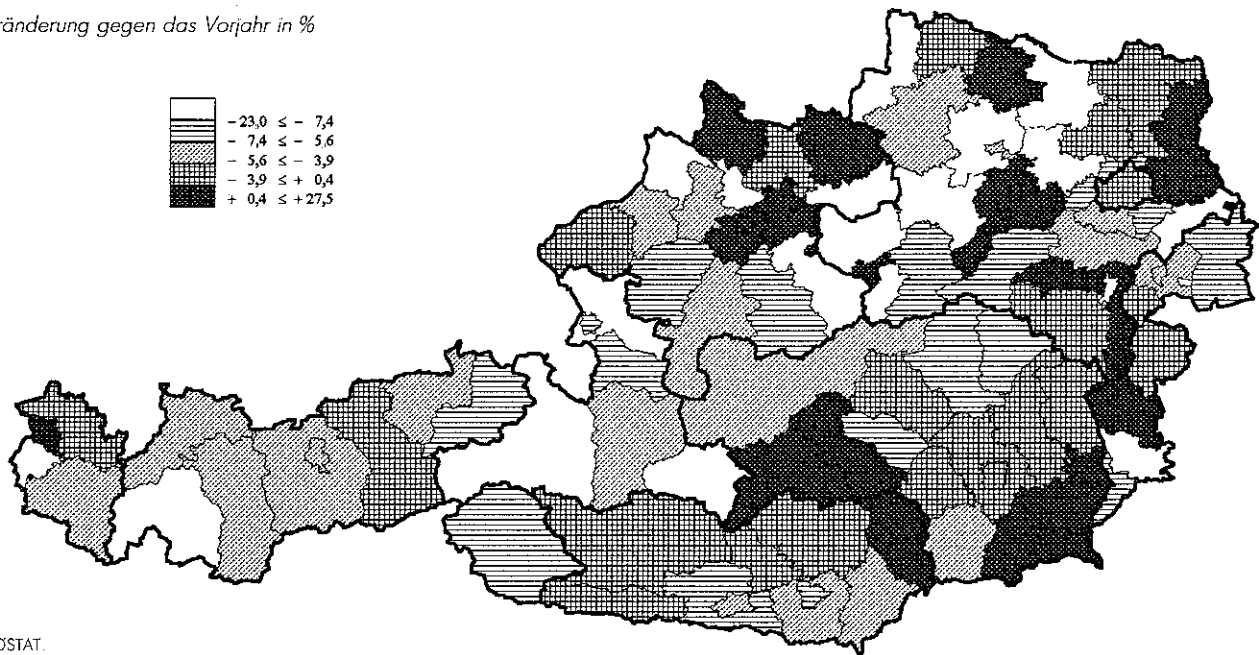 ränderung gegen das Vorjahr in %
- 23,0 ≤ - 7,4
- 7,4 ≤ - 5,6
- 5,6 ≤ - 3,9
- 3,9 ≤ + 0,4
+ 0,4 ≤ + 27,5
ÖSTAT.